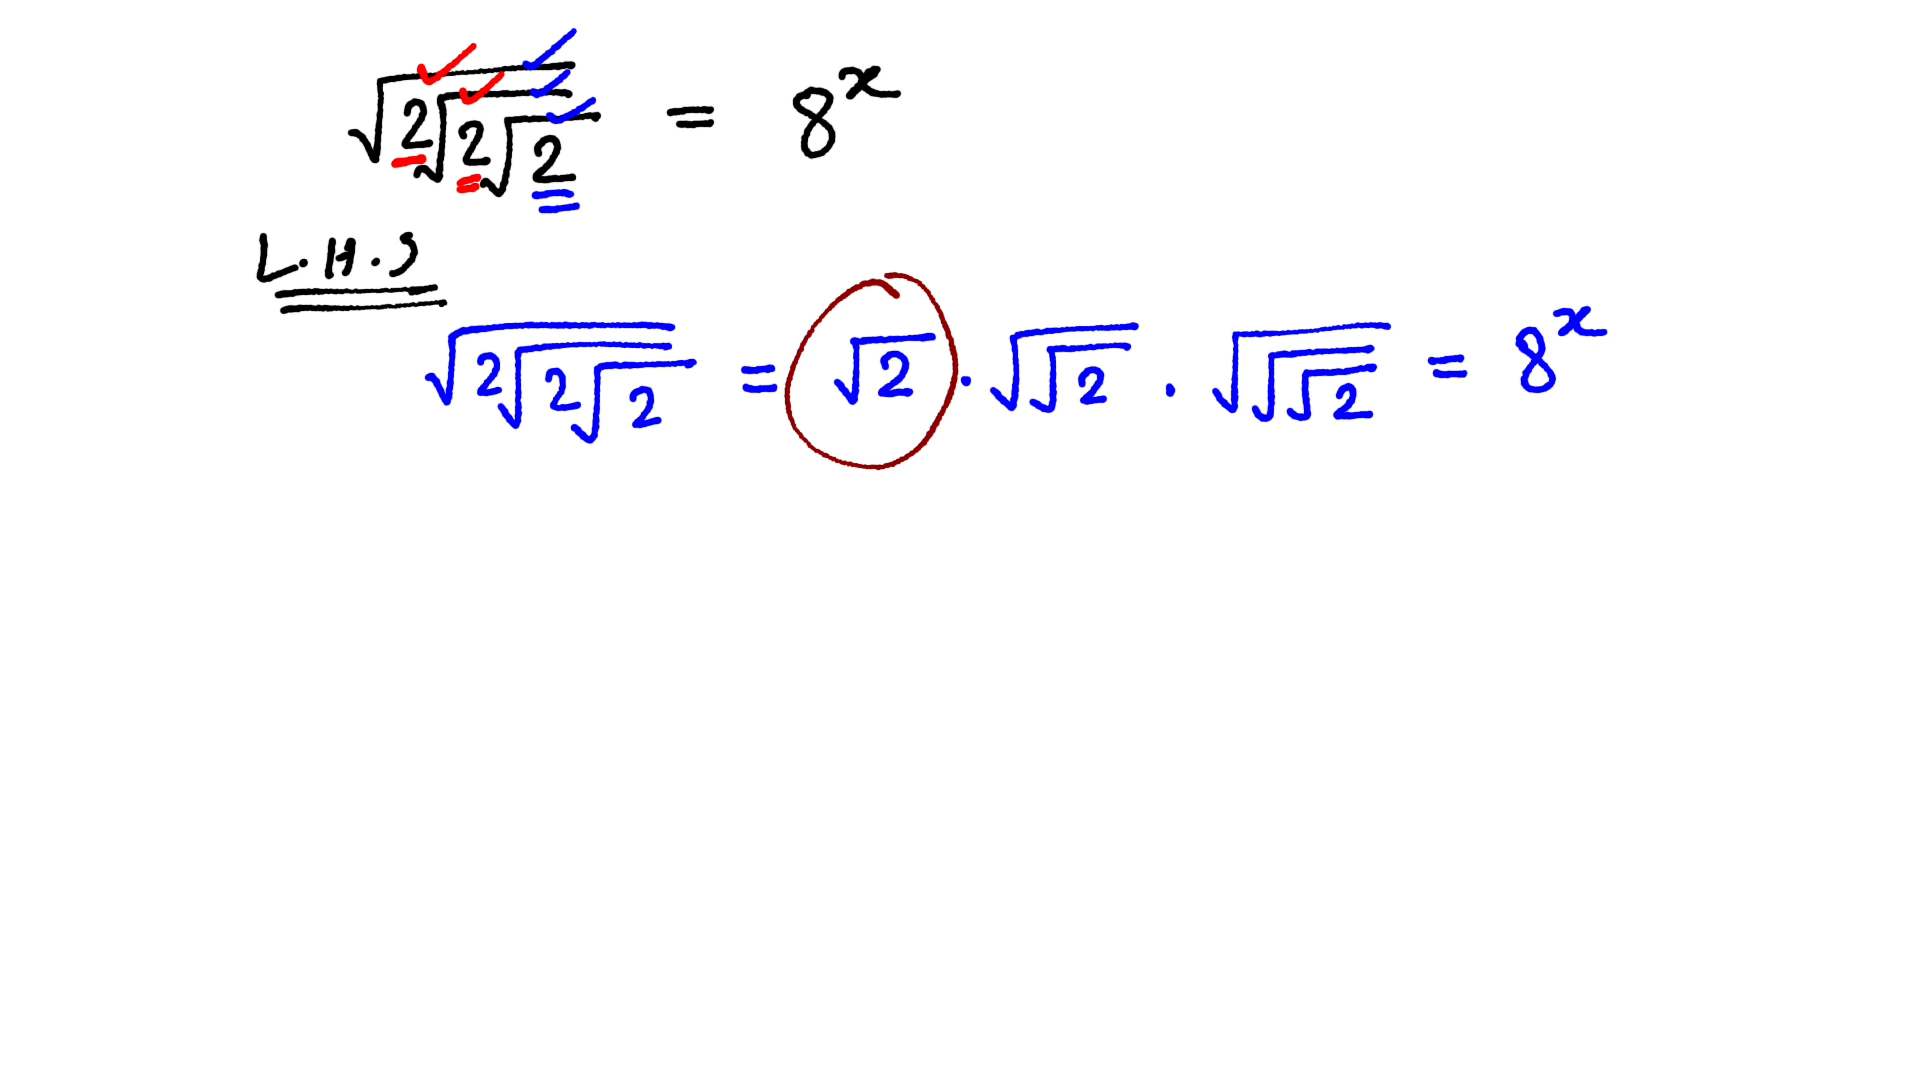 √(2√(2√2)) = 8^x
L.H.S
√(2√(2√2)) = √2 . √√2 . √√√2 = 8^x